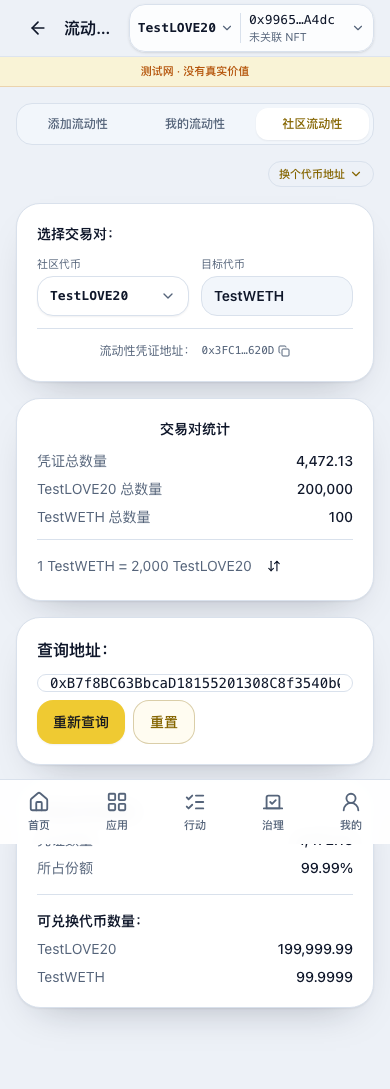 流动...
TestLOVE20
0x9965...A4dc
未关联 NFT
测试网 · 没有真实价值
添加流动性
我的流动性
社区流动性
换个代币地址
选择交易对：
社区代币
目标代币
TestLOVE20
TestWETH
流动性凭证地址： 0x3FC1...620D
交易对统计
凭证总数量 4,472.13
TestLOVE20 总数量 200,000
TestWETH 总数量 100
1 TestWETH = 2,000 TestLOVE20
查询地址：
0xB7f8BC63BbcaD18155201308C8f3540b
重新查询
重置
首页
应用
行动
治理
我的
所占份额 99.99%
可兑换代币数量：
TestLOVE20 199,999.99
TestWETH 99.9999